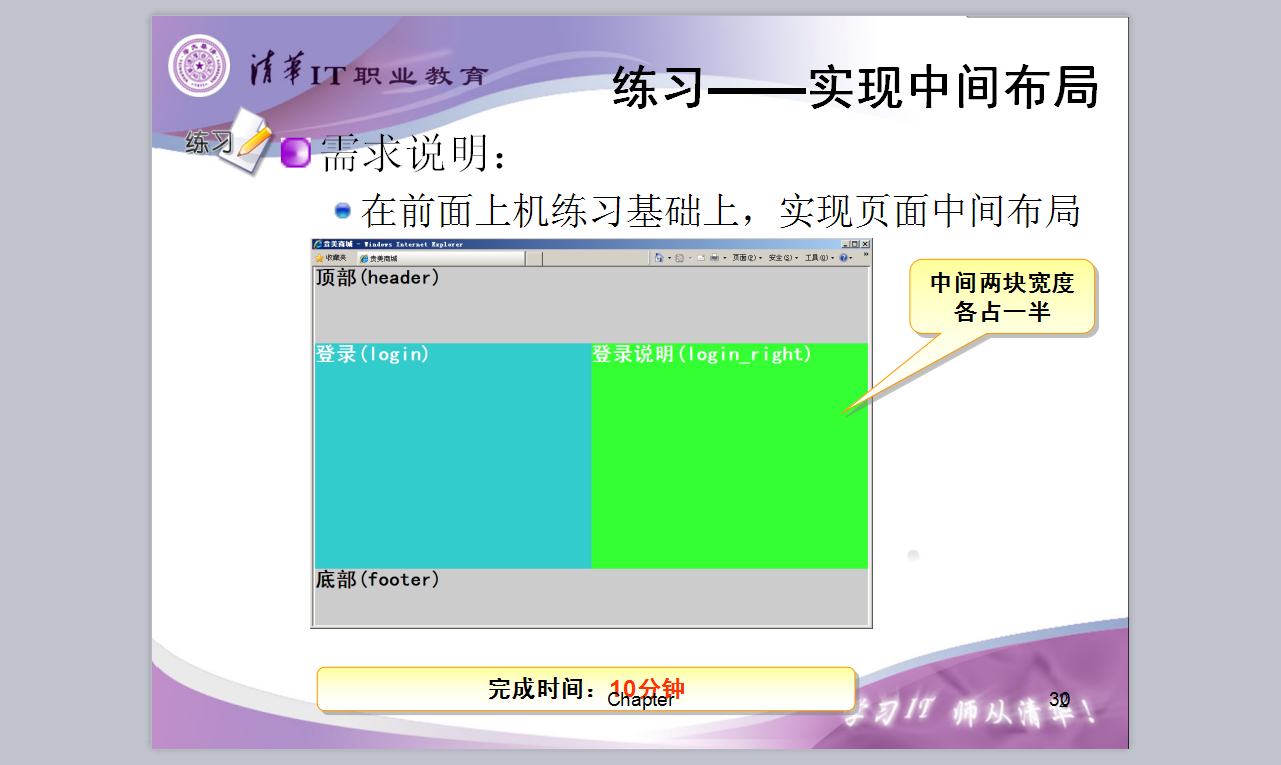 清华IT职业教育
练习——实现中间布局
练习
需求说明：
在前面上机练习基础上，实现页面中间布局
贵美商城 - Windows Internet Explorer
收藏夹 贵美商城 页面(P) 安全(S) 工具(O)
顶部(header)
中间两块宽度
各占一半
登录(login) 登录说明(login_right)
底部(footer)
完成时间：10分钟
Chapter
学习IT 师从清华！